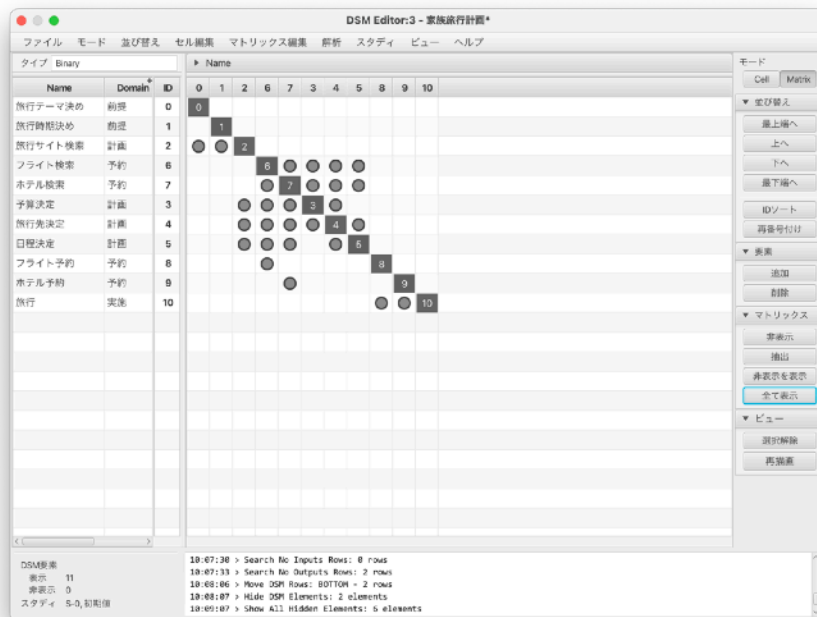 DSM Editor:3 - 家族旅行計画*
ファイル モード 並び替え セル編集 マトリックス編集 解析 スタディ ビュー ヘルプ
タイプ Binary
Name
モード
Cell Matrix
Name Domain ID 0 1 2 6 7 3 4 5 8 9 10
旅行テーマ決め 前提 0 0
旅行時期決め 前提 1 1
旅行サイト検索 計画 2 2
フライト検索 予約 6 6
ホテル検索 予約 7 7
予算決定 計画 3 3
旅行先決定 計画 4 4
日程決定 計画 5 5
フライト予約 予約 8 8
ホテル予約 予約 9 9
旅行 実施 10 10
並び替え
最上端へ
上へ
下へ
最下端へ
IDソート
再番号付け
要素
追加
削除
マトリックス
非表示
抽出
非表示を表示
全て表示
ビュー
選択解除
再描画
DSM要素
表示 11
非表示 0
スタディ S-0,初期値
10:07:30 > Search No Inputs Rows: 0 rows
10:07:33 > Search No Outputs Rows: 2 rows
10:08:06 > Move DSM Rows: BOTTOM - 2 rows
10:08:07 > Hide DSM Elements: 2 elements
10:09:07 > Show All Hidden Elements: 6 elements